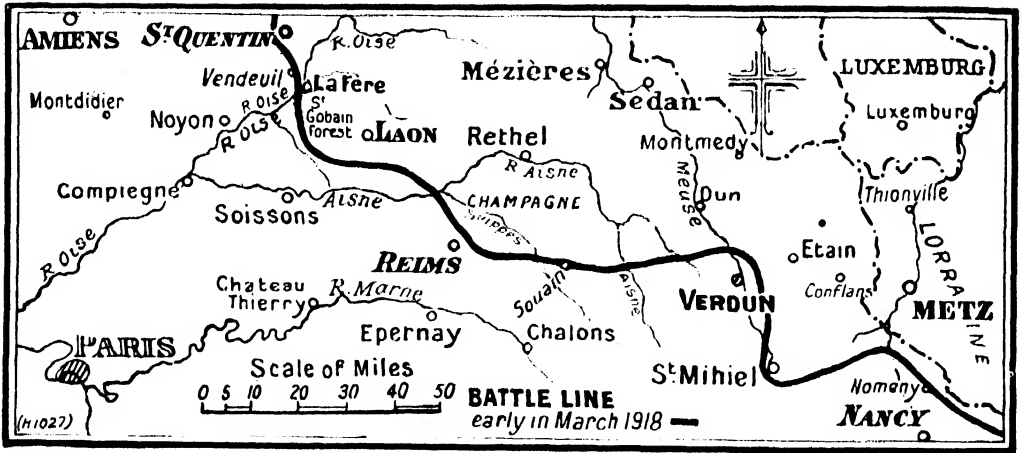 AMIENS
ST QUENTIN
R. OISE
Vendeuil
La Fère
Mézières
Sedan
LUXEMBURG
Luxemburg
Montdidier
Noyon
R OISE
R OISE
St
Gobain
Forest
LAON
Rethel
R AISNE
Montmedy
Compiegne
Soissons
AISNE
CHAMPAGNE
Suippes
MEUSE
Dun
Thionville
LORRAINE
R OISE
REIMS
Souain
Aisne
Etain
Conflans
VERDUN
METZ
Chateau
Thierry
R. Marne
Epernay
Chalons
PARIS
St Mihiel
Nomeny
NANCY
Scale of Miles
0 5 10 20 30 40 50
BATTLE LINE
early in March 1918
(H1027)